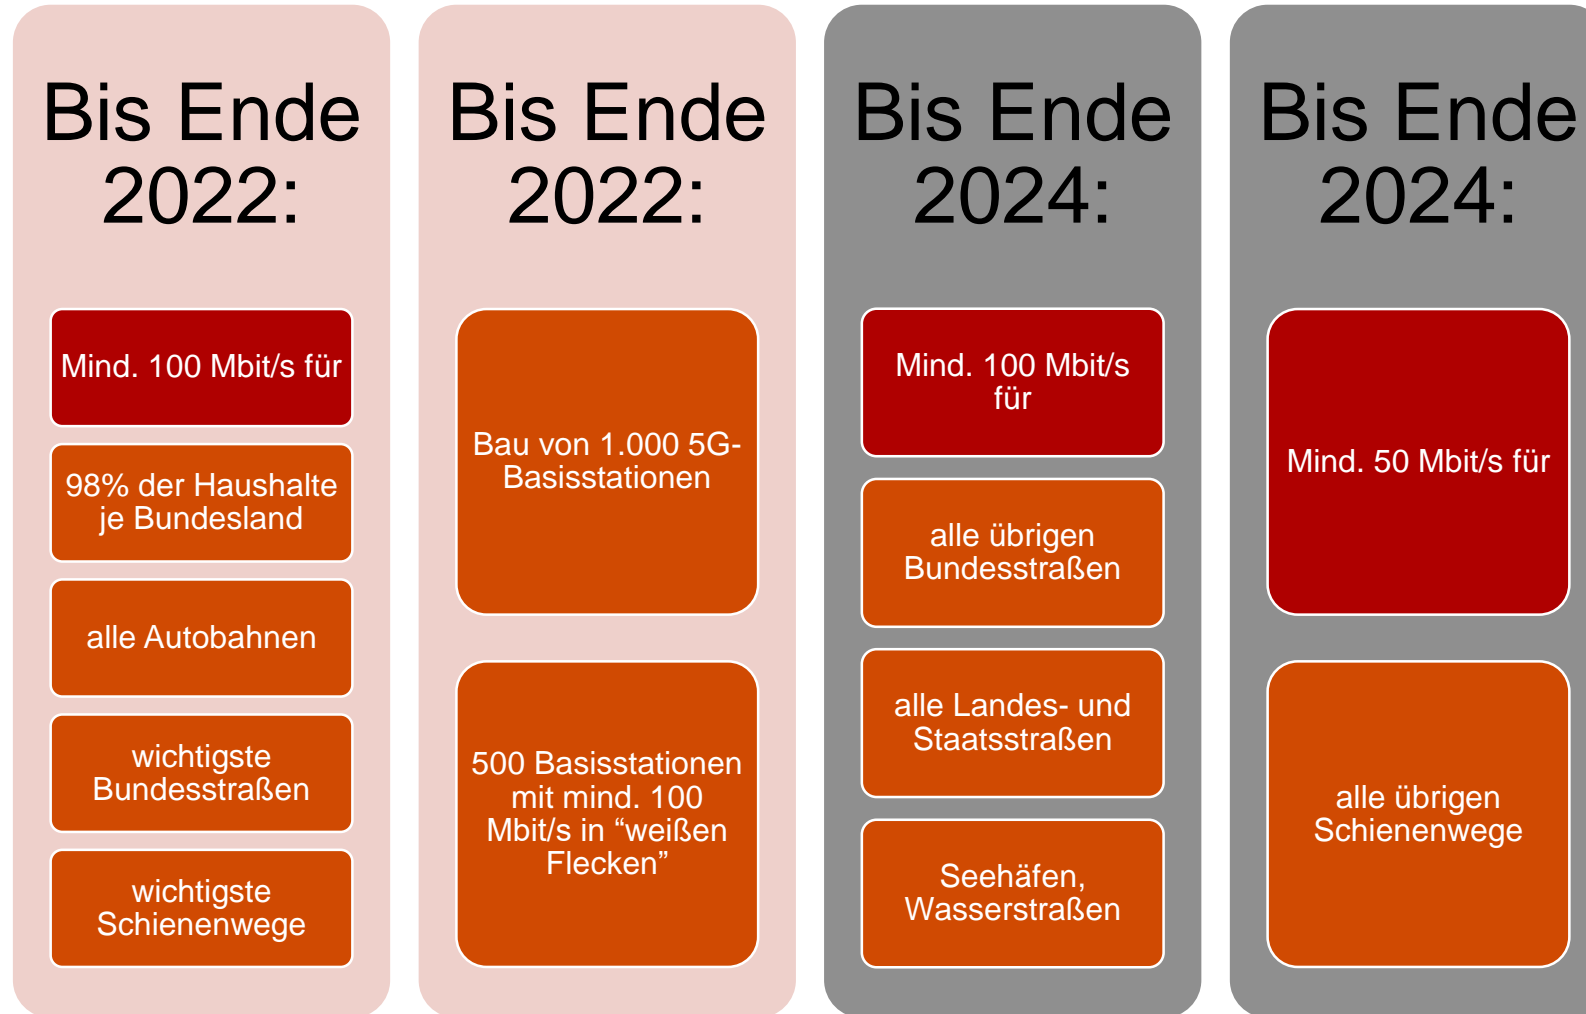 Bis Ende
2022:
Mind. 100 Mbit/s für
98% der Haushalte
je Bundesland
alle Autobahnen
wichtigste
Bundesstraßen
wichtigste
Schienenwege
Bis Ende
2022:
Bau von 1.000 5G-
Basisstationen
500 Basisstationen
mit mind. 100
Mbit/s in “weißen
Flecken”
Bis Ende
2024:
Mind. 100 Mbit/s
für
alle übrigen
Bundesstraßen
alle Landes- und
Staatsstraßen
Seehäfen,
Wasserstraßen
Bis Ende
2024:
Mind. 50 Mbit/s für
alle übrigen
Schienenwege